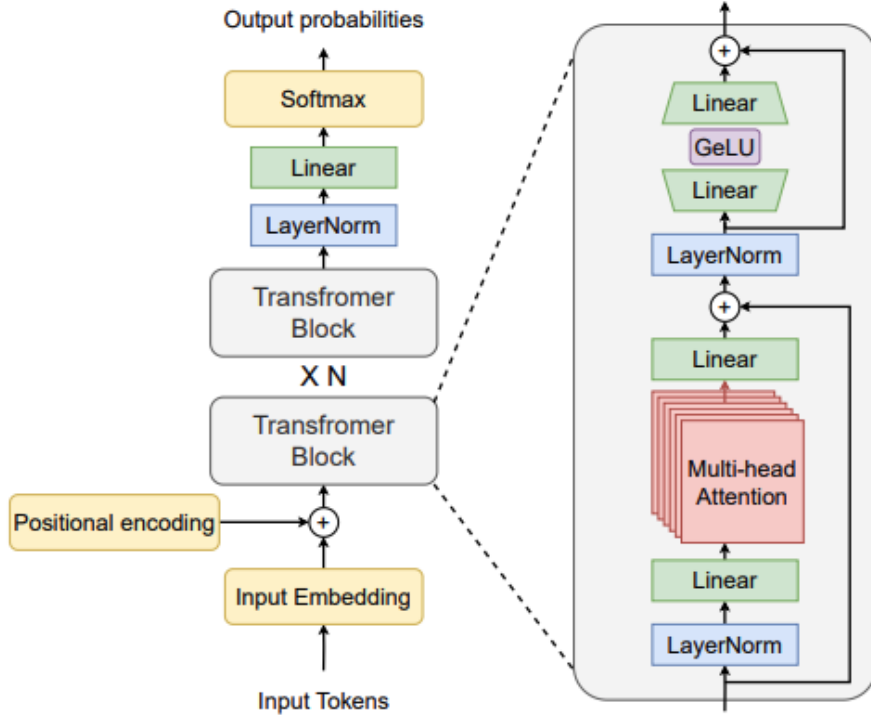 Output probabilities
Softmax
Linear
LayerNorm
Transfromer
Block
X N
Transfromer
Block
Positional encoding
+
Input Embedding
Input Tokens
+
Linear
GeLU
Linear
LayerNorm
+
Linear
Multi-head
Attention
Linear
LayerNorm